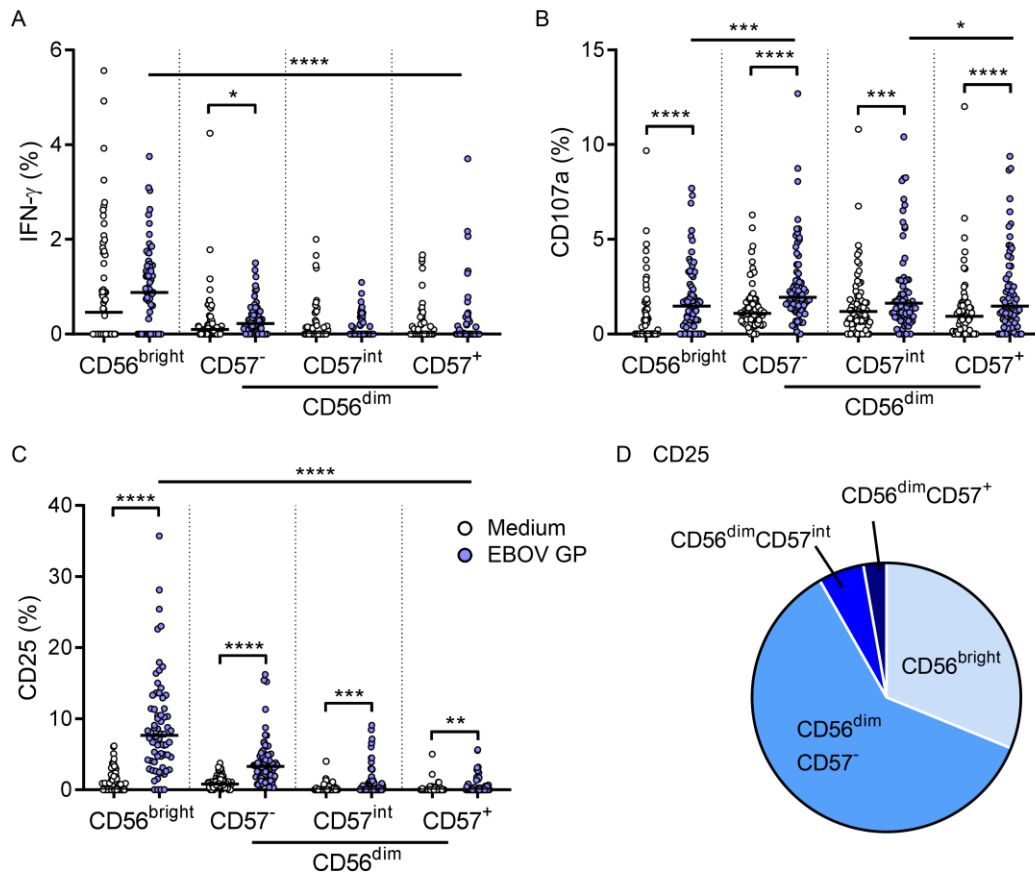 A
IFN-γ (%)
6
4
2
0
****
*
CD56bright
CD57-
CD57int
CD57+
CD56dim
B
CD107a (%)
15
10
5
0
***
*
****
****
***
****
CD56bright
CD57-
CD57int
CD57+
CD56dim
C
CD25 (%)
40
30
20
10
0
****
****
****
***
**
Medium
EBOV GP
CD56bright
CD57-
CD57int
CD57+
CD56dim
D CD25
CD56dimCD57+
CD56dimCD57int
CD56bright
CD56dim
CD57-